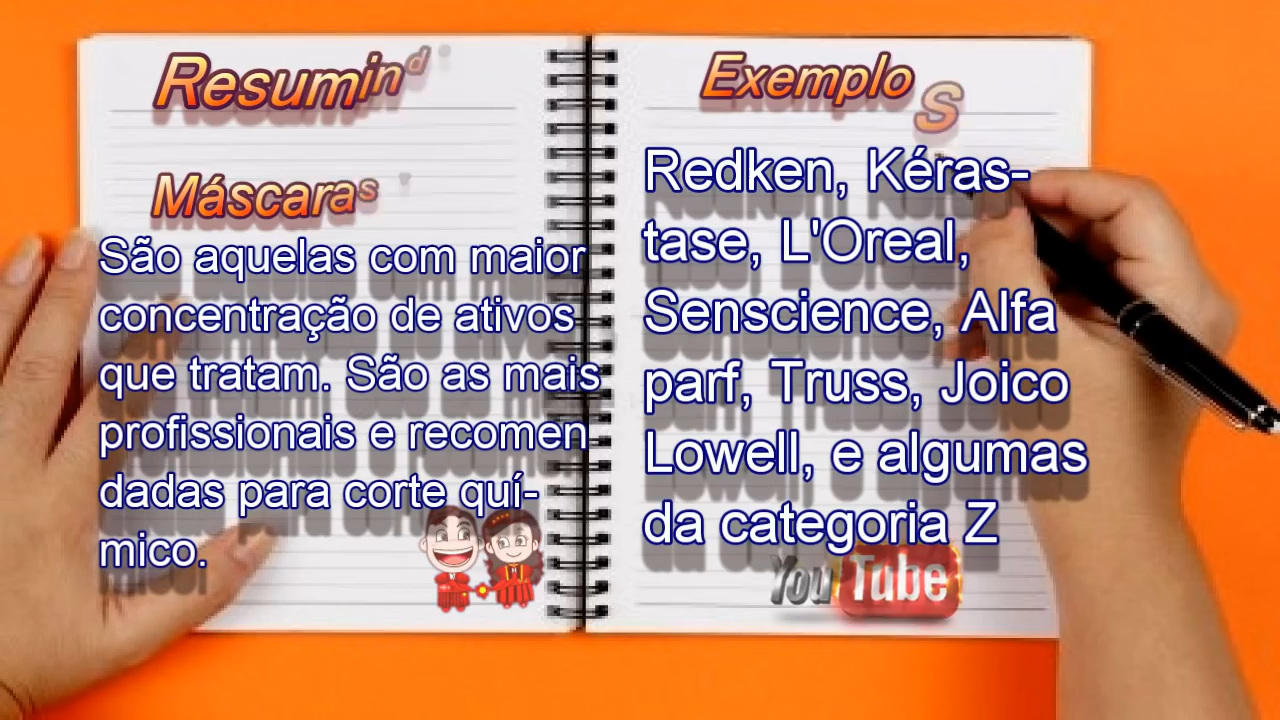 Resumind
Máscaras
São aquelas com maior
concentração de ativos
que tratam. São as mais
profissionais e recomen
dadas para corte quí-
mico.
Exemplos
Redken, Kéras-
tase, L'Oreal,
Senscience, Alfa
parf, Truss, Joico
Lowell, e algumas
da categoria Z
YouTube